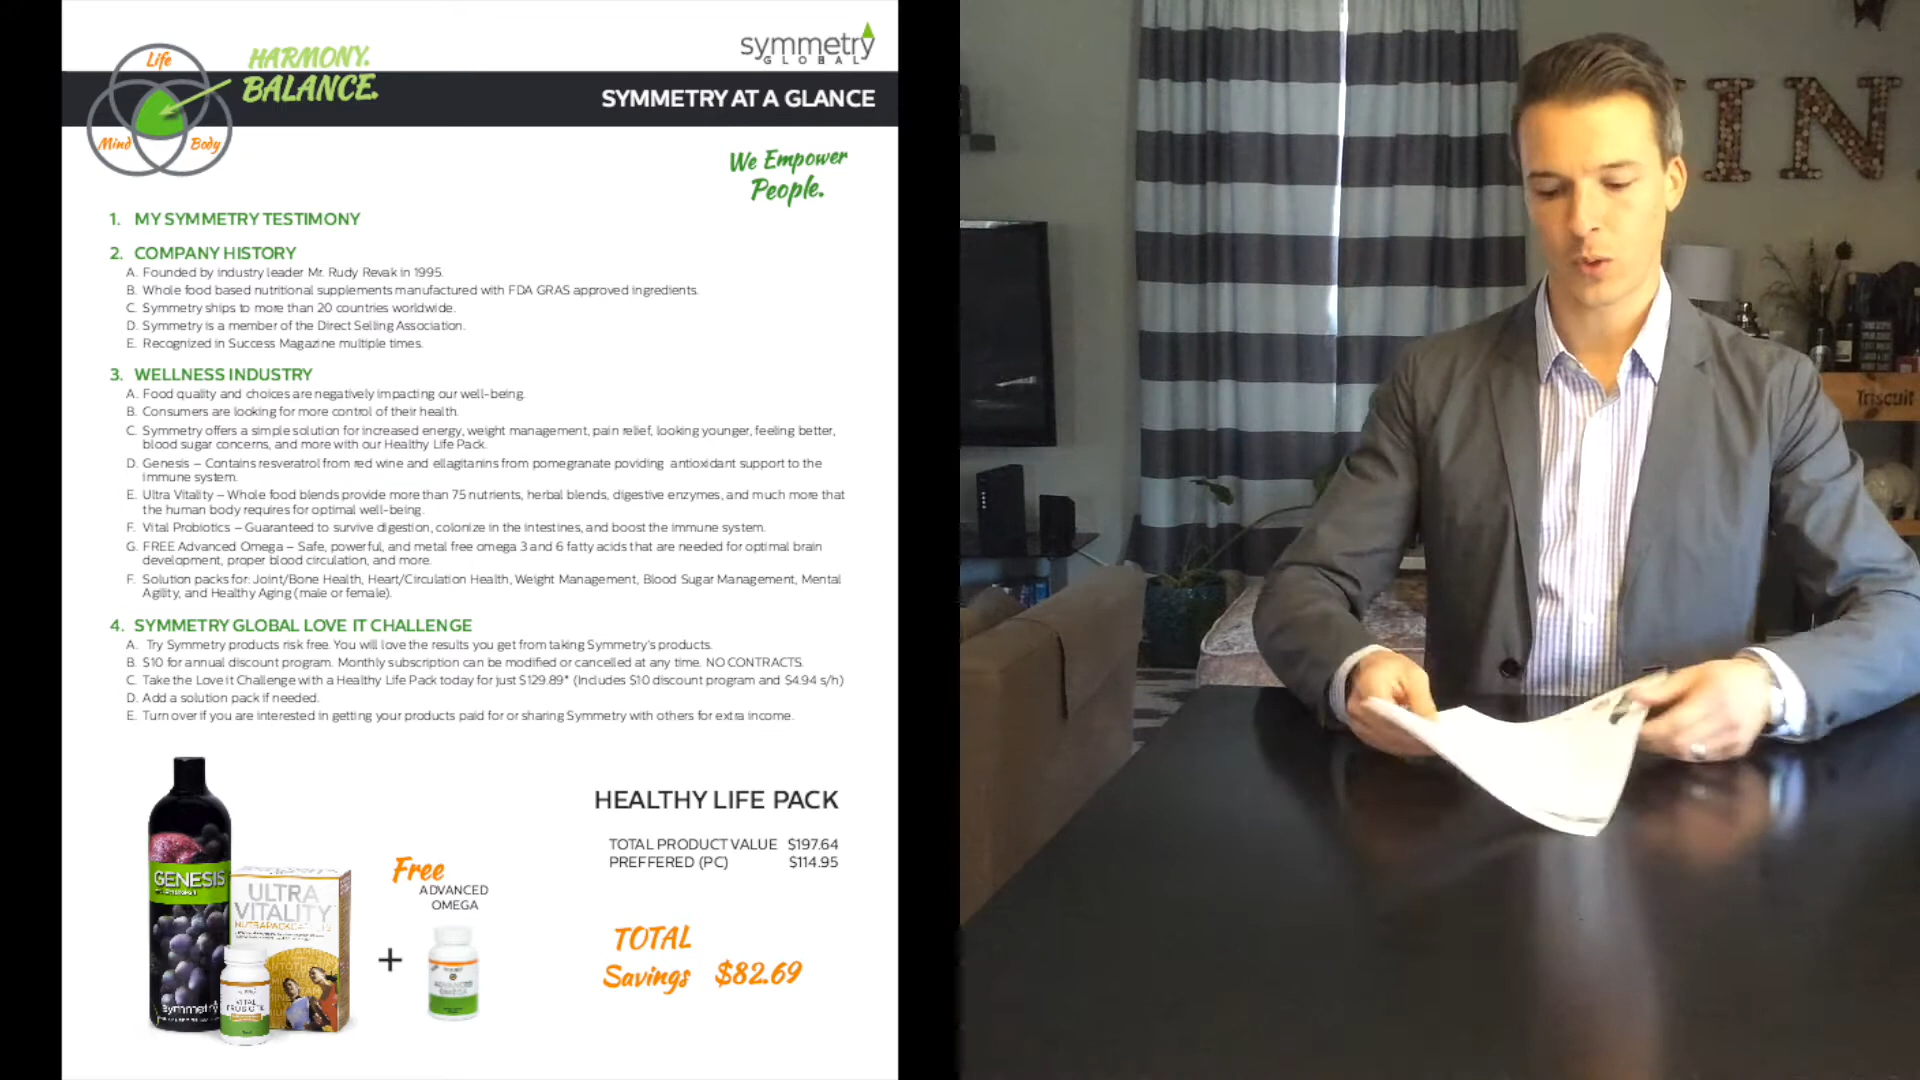 Life
Mind
Body
HARMONY.
BALANCE.
symmetry
GLOBAL
SYMMETRY AT A GLANCE
We Empower
People.
1. MY SYMMETRY TESTIMONY
2. COMPANY HISTORY
A. Founded by industry leader Mr. Rudy Revak in 1995.
B. Whole food based nutritional supplements manufactured with FDA GRAS approved ingredients.
C. Symmetry ships to more than 20 countries worldwide.
D. Symmetry is a member of the Direct Selling Association.
E. Recognized in Success Magazine multiple times.
3. WELLNESS INDUSTRY
A. Food quality and choices are negatively impacting our well-being.
B. Consumers are looking for more control of their health.
C. Symmetry offers a simple solution for increased energy, weight management, pain relief, looking younger, feeling better,
blood sugar concerns, and more with our Healthy Life Pack.
D. Genesis – Contains resveratrol from red wine and ellagitanins from pomegranate poviding antioxidant support to the
immune system.
E. Ultra Vitality – Whole food blends provide more than 75 nutrients, herbal blends, digestive enzymes, and much more that
the human body requires for optimal well-being.
F. Vital Probiotics – Guaranteed to survive digestion, colonize in the intestines, and boost the immune system.
G. FREE Advanced Omega – Safe, powerful, and metal free omega 3 and 6 fatty acids that are needed for optimal brain
development, proper blood circulation, and more.
F. Solution packs for: Joint/Bone Health, Heart/Circulation Health, Weight Management, Blood Sugar Management, Mental
Agility, and Healthy Aging (male or female).
4. SYMMETRY GLOBAL LOVE IT CHALLENGE
A. Try Symmetry products risk free. You will love the results you get from taking Symmetry's products.
B. $10 for annual discount program. Monthly subscription can be modified or cancelled at any time. NO CONTRACTS.
C. Take the Love it Challenge with a Healthy Life Pack today for just $129.89* (Includes $10 discount program and $4.94 s/h)
D. Add a solution pack if needed.
E. Turn over if you are interested in getting your products paid for or sharing Symmetry with others for extra income.
GENESIS
Symmetry
ULTRA
VITALITY
+
Free
ADVANCED
OMEGA
ADVANCED
OMEGA
HEALTHY LIFE PACK
TOTAL PRODUCT VALUE $197.64
PREFFERED (PC) $114.95
TOTAL
Savings $82.69
IN
Triscuit